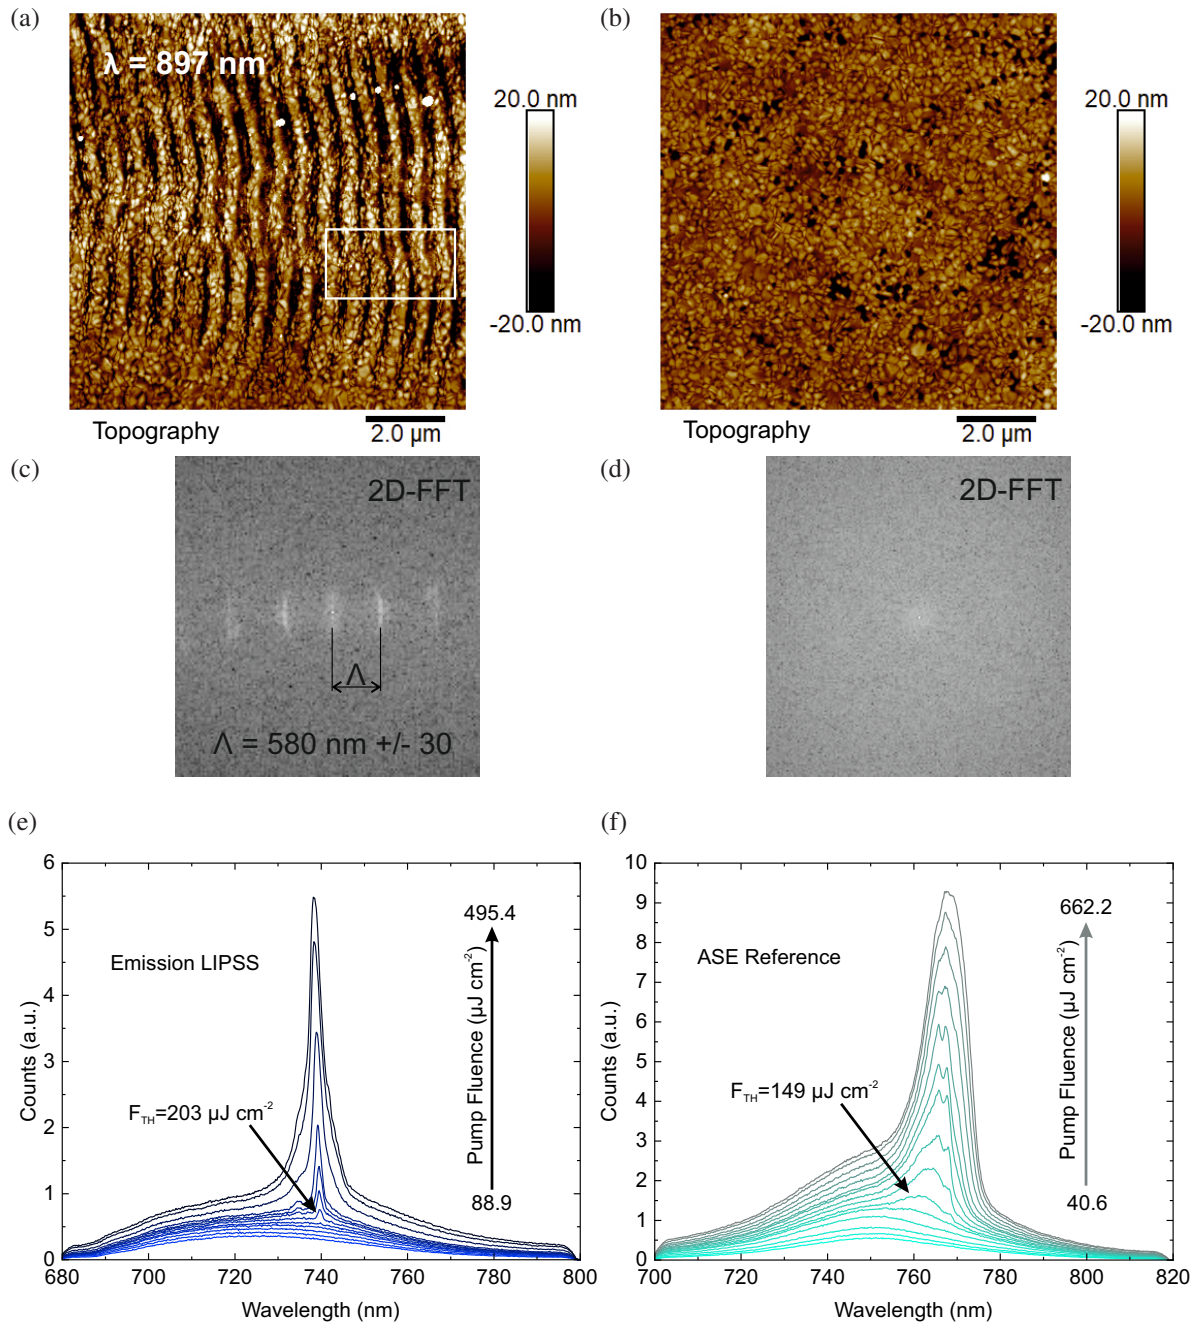 (a)
λ = 897 nm
20.0 nm
-20.0 nm
Topography
2.0 µm
(b)
20.0 nm
-20.0 nm
Topography
2.0 µm
(c)
2D-FFT
Λ
Λ = 580 nm +/- 30
(d)
2D-FFT
(e)
6
5
4
3
2
1
0
Counts (a.u.)
Emission LIPSS
F_TH=203 µJ cm⁻²
495.4
Pump Fluence (µJ cm⁻²)
88.9
680 700 720 740 760 780 800
Wavelength (nm)
(f)
10
9
8
7
6
5
4
3
2
1
0
Counts (a.u.)
ASE Reference
F_TH=149 µJ cm⁻²
662.2
Pump Fluence (µJ cm⁻²)
40.6
700 720 740 760 780 800 820
Wavelength (nm)